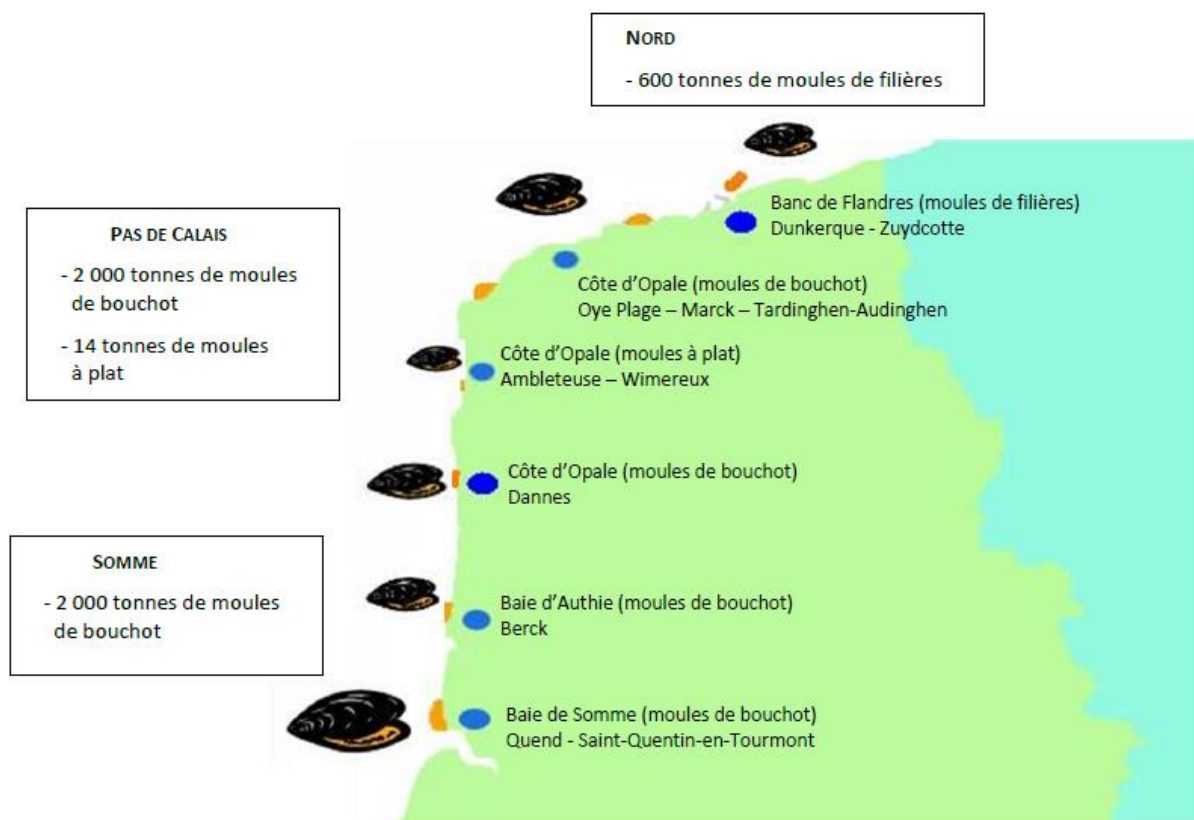 NORD
- 600 tonnes de moules de filières
PAS DE CALAIS
- 2 000 tonnes de moules
de bouchot
- 14 tonnes de moules
à plat
SOMME
- 2 000 tonnes de moules
de bouchot
Banc de Flandres (moules de filières)
Dunkerque - Zuydcotte
Côte d’Opale (moules de bouchot)
Oye Plage – Marck – Tardinghen-Audinghen
Côte d’Opale (moules à plat)
Ambleteuse – Wimereux
Côte d’Opale (moules de bouchot)
Dannes
Baie d’Authie (moules de bouchot)
Berck
Baie de Somme (moules de bouchot)
Quend - Saint-Quentin-en-Tourmont